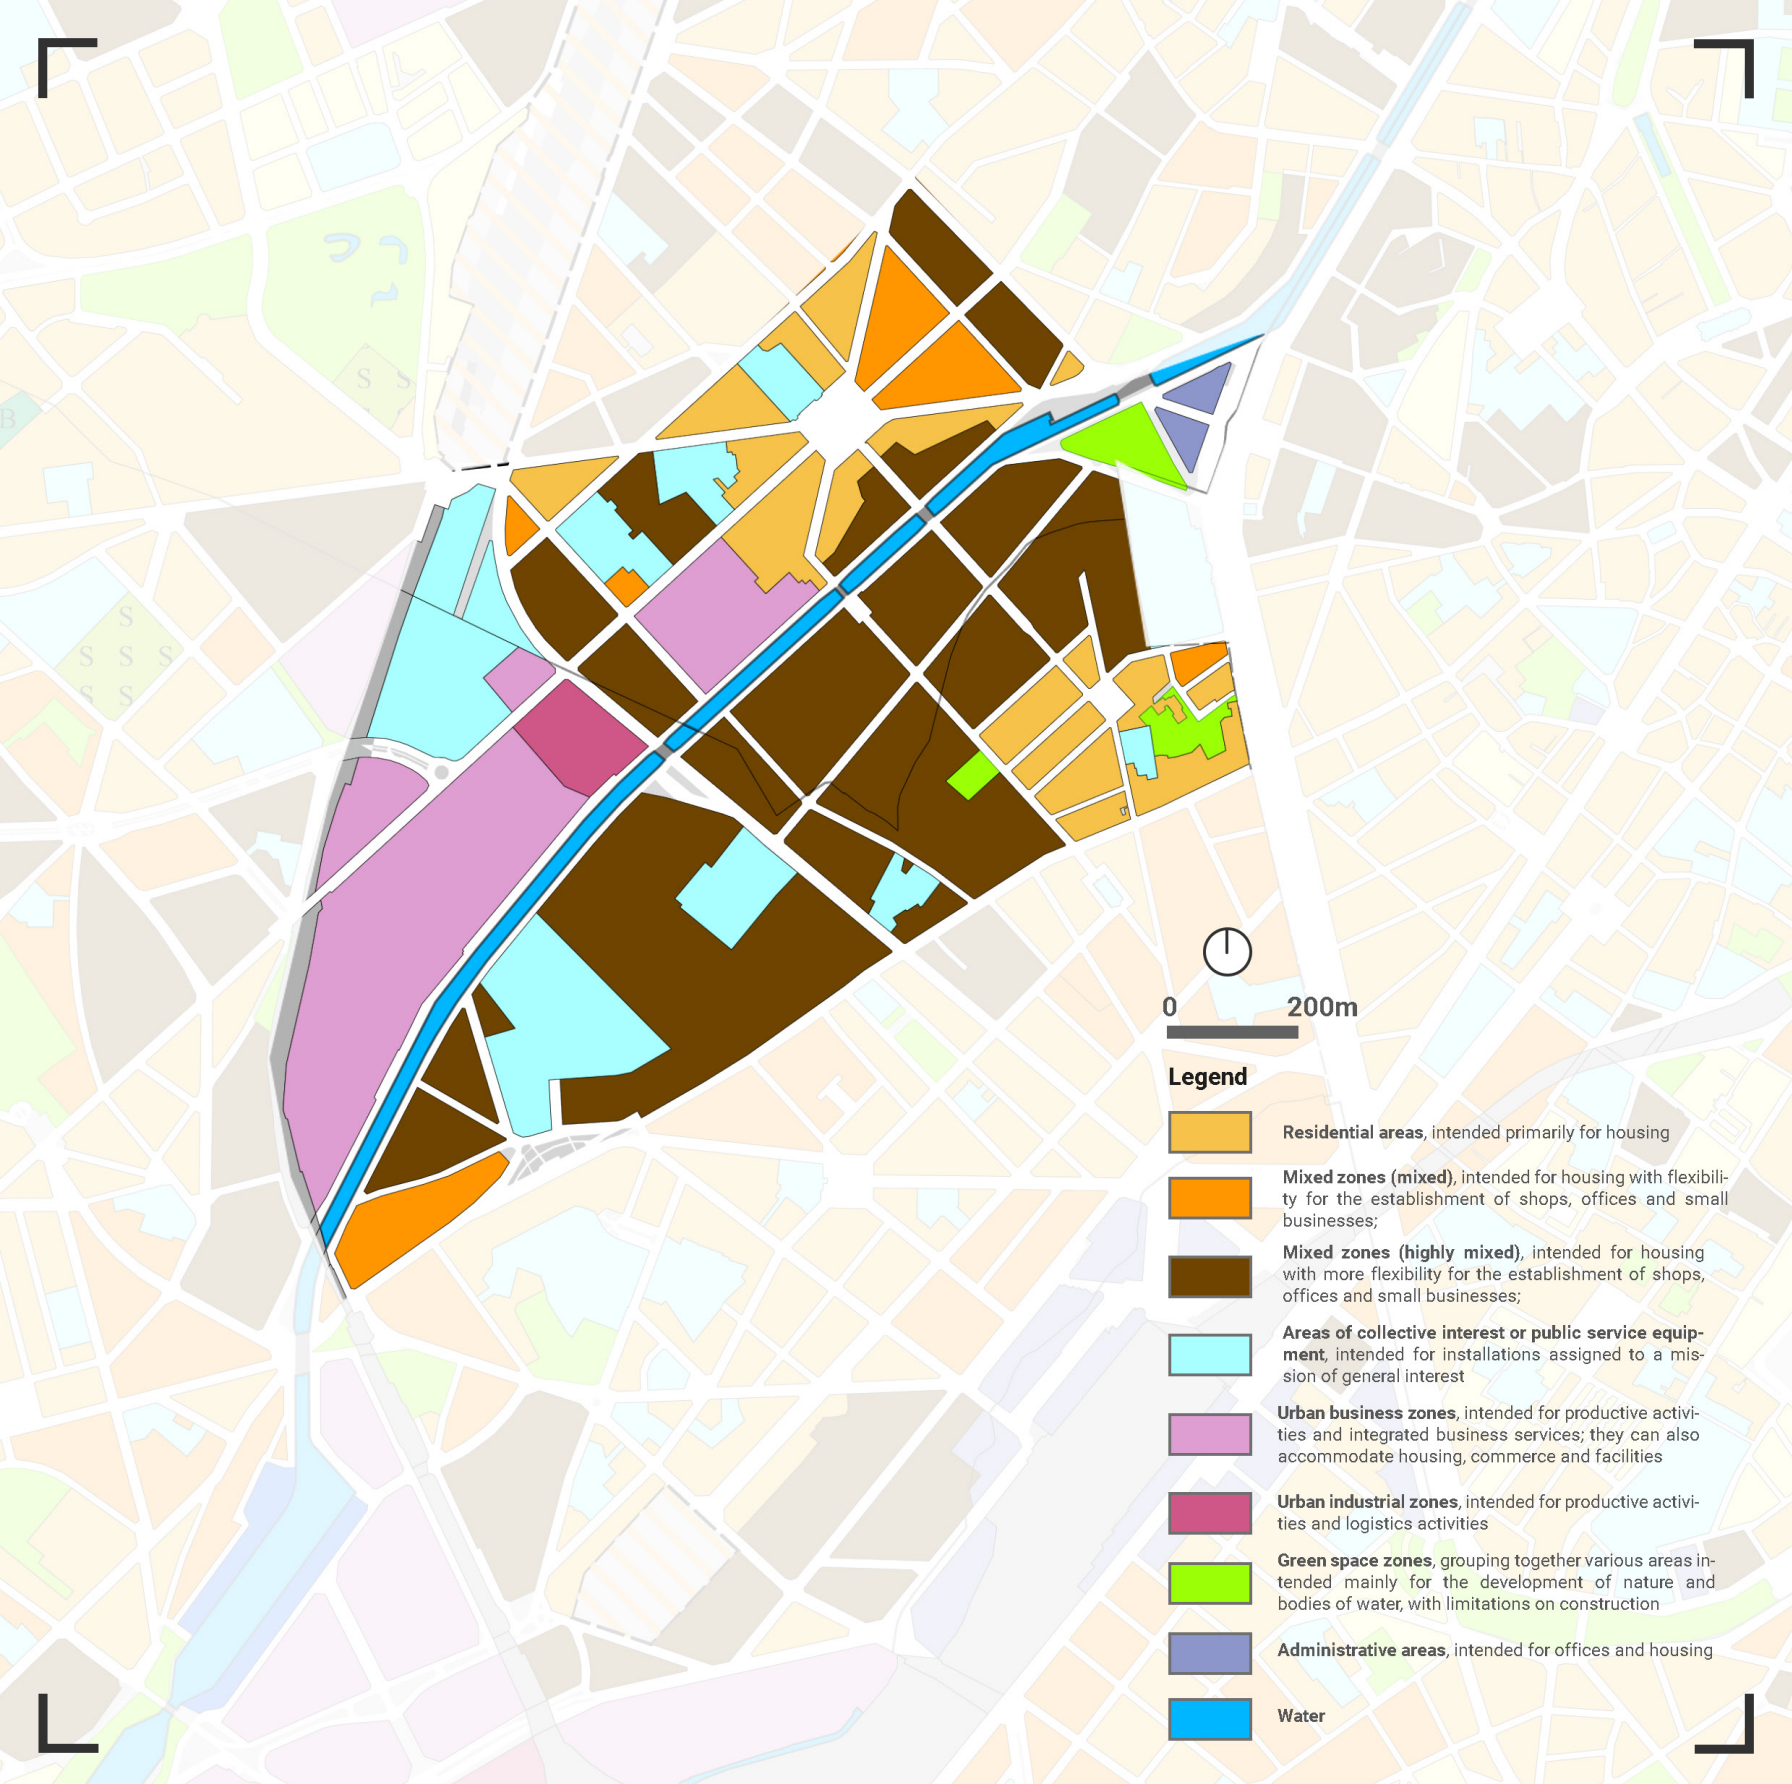 S S
B
S
S S S
S S
0 200m
Legend
Residential areas, intended primarily for housing
Mixed zones (mixed), intended for housing with flexibili-
ty for the establishment of shops, offices and small
businesses;
Mixed zones (highly mixed), intended for housing
with more flexibility for the establishment of shops,
offices and small businesses;
Areas of collective interest or public service equip-
ment, intended for installations assigned to a mis-
sion of general interest
Urban business zones, intended for productive activi-
ties and integrated business services; they can also
accommodate housing, commerce and facilities
Urban industrial zones, intended for productive activi-
ties and logistics activities
Green space zones, grouping together various areas in-
tended mainly for the development of nature and
bodies of water, with limitations on construction
Administrative areas, intended for offices and housing
Water